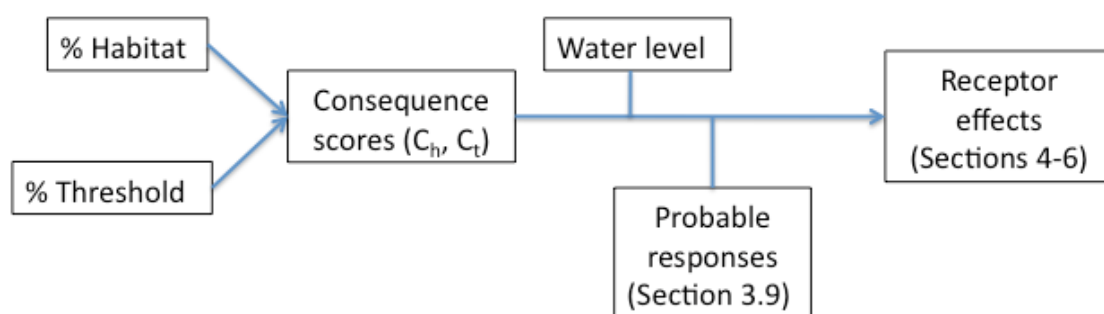 % Habitat
% Threshold
Consequence
scores (Cₕ, Cₜ)
Water level
Probable
responses
(Section 3.9)
Receptor
effects
(Sections 4-6)